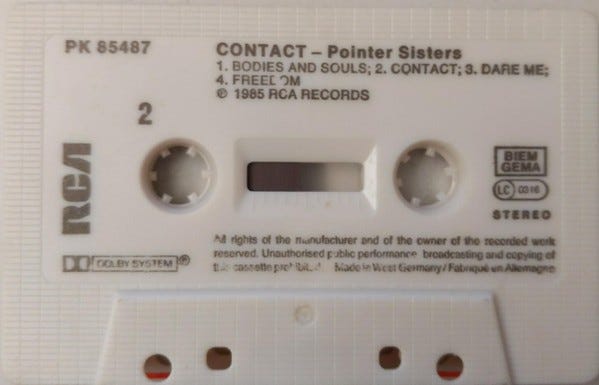 PK 85487
CONTACT – Pointer Sisters
1. BODIES AND SOULS; 2. CONTACT; 3. DARE ME;
4. FREEDOM
℗ 1985 RCA RECORDS
2
RCA
BIEM
GEMA
LC 0316
STEREO
DOLBY SYSTEM®
All rights of the manufacturer and of the owner of the recorded work
reserved. Unauthorised public performance broadcasting and copying of
this cassette prohibited Made in West Germany / Fabriqué en Allemagne